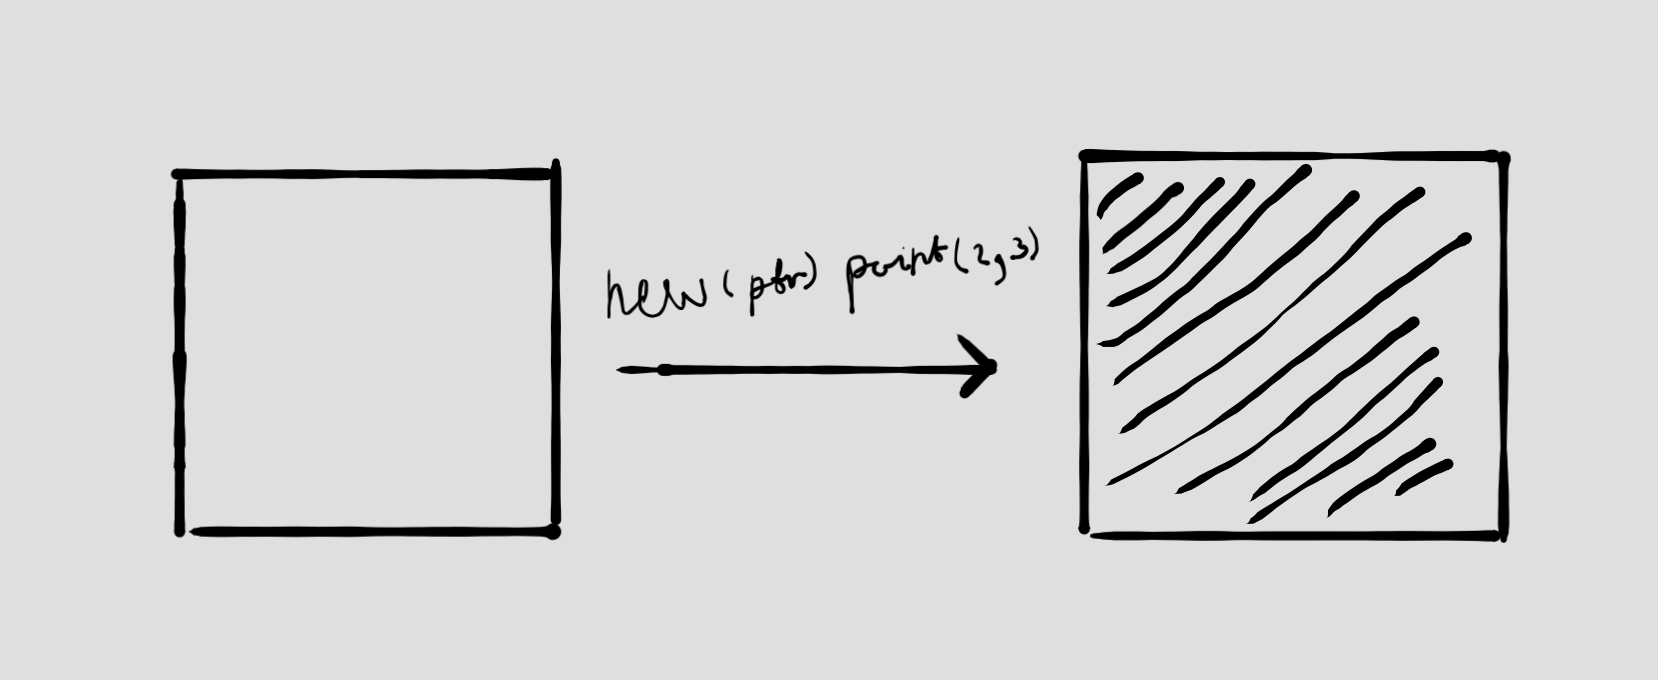 new (ptr) point(2,3)